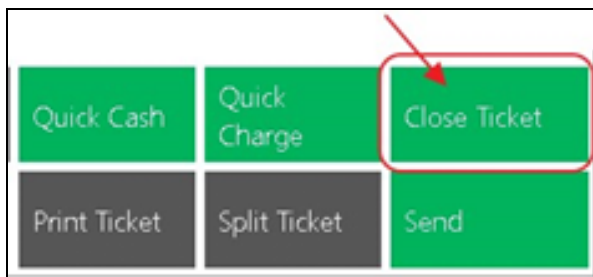 Quick Cash
Quick
Charge
Close Ticket
Print Ticket
Split Ticket
Send